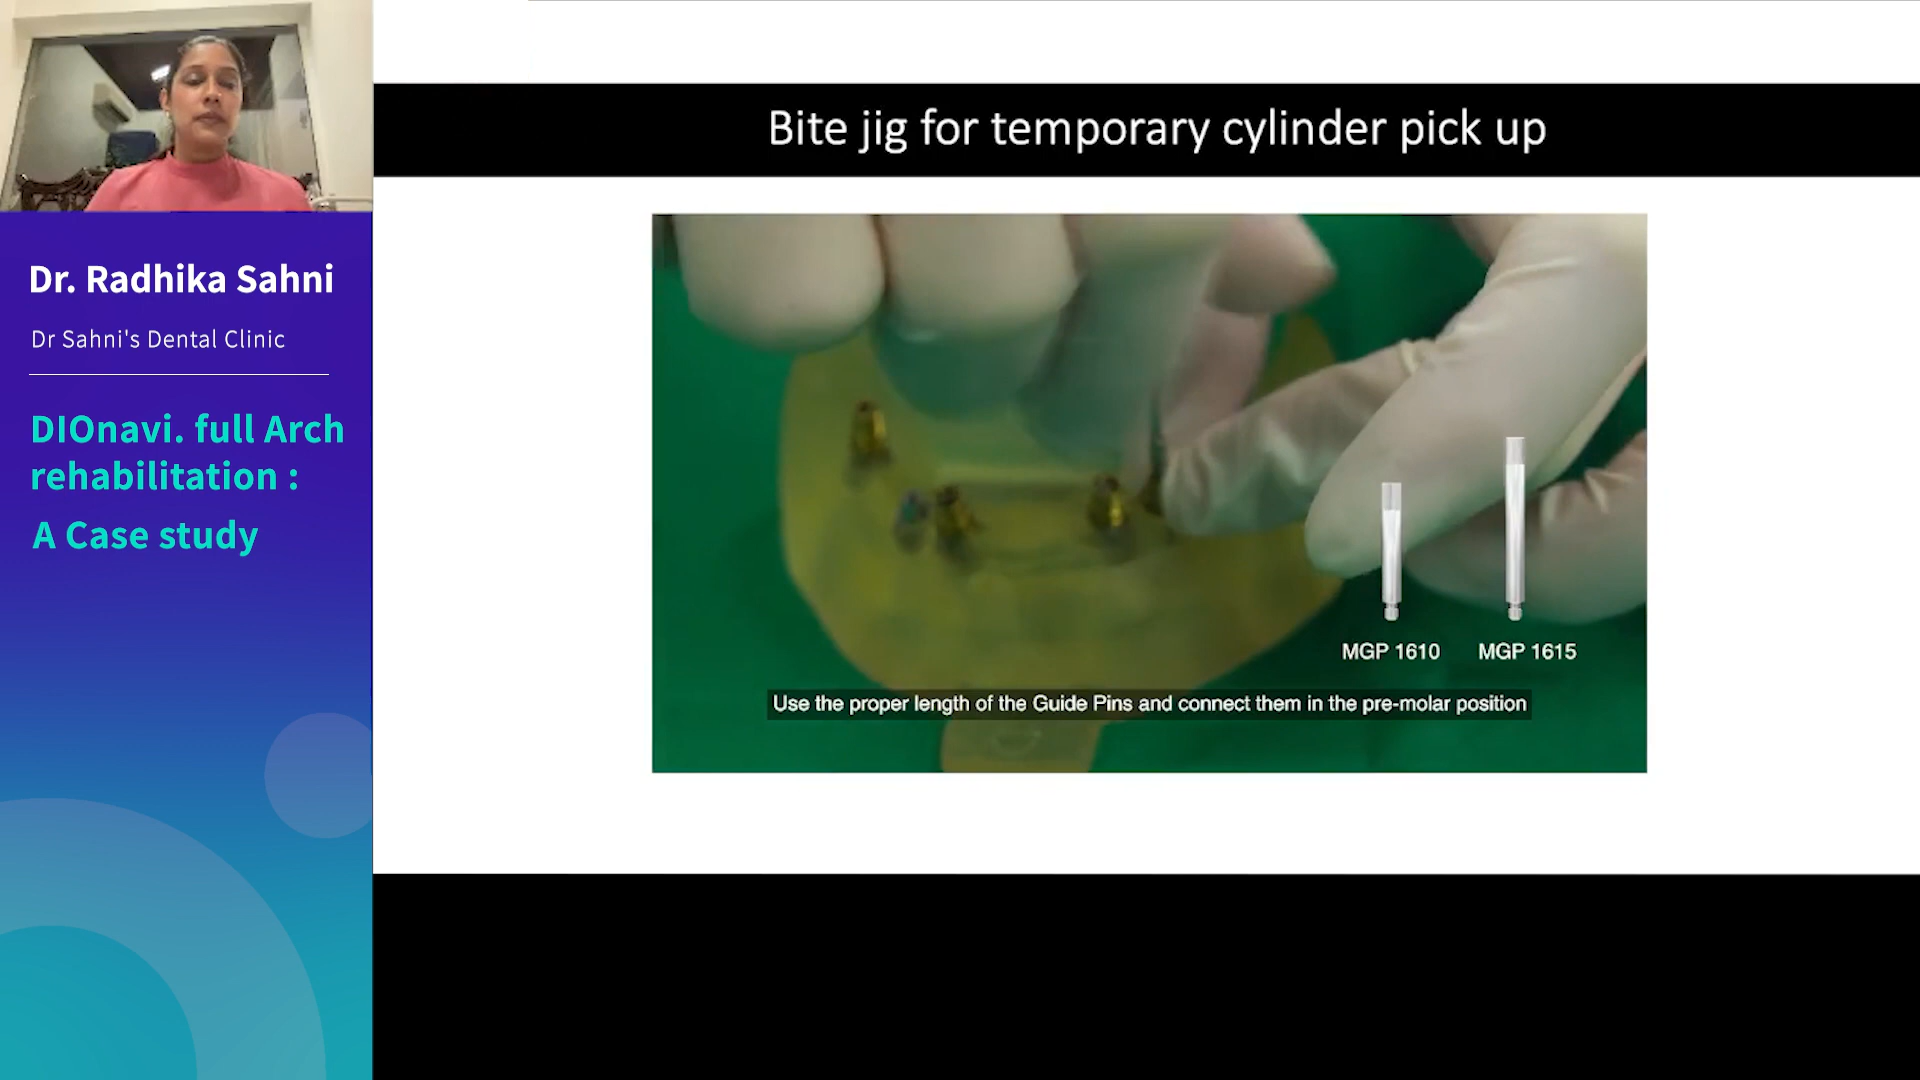 Dr. Radhika Sahni
Dr Sahni's Dental Clinic
DIOnavi. full Arch
rehabilitation :
A Case study
Bite jig for temporary cylinder pick up
MGP 1610 MGP 1615
Use the proper length of the Guide Pins and connect them in the pre-molar position